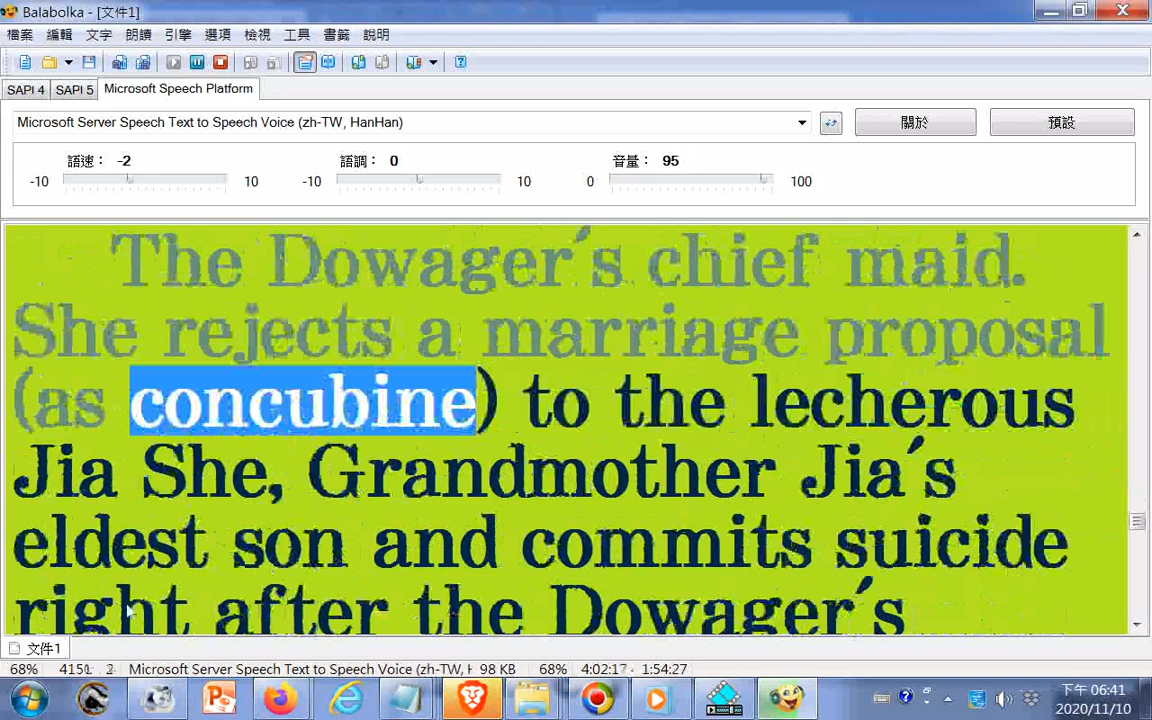 Balabolka - [文件1]
檔案 編輯 文字 朗讀 引擎 選項 檢視 工具 書籤 說明
SAPI 4 SAPI 5 Microsoft Speech Platform
Microsoft Server Speech Text to Speech Voice (zh-TW, HanHan) 關於 預設
語速： -2 語調： 0 音量： 95
-10 10 -10 10 0 100
The Dowager's chief maid.
She rejects a marriage proposal
(as concubine) to the lecherous
Jia She, Grandmother Jia's
eldest son and commits suicide
right after the Dowager's
文件1
68% 4151 2 Microsoft Server Speech Text to Speech Voice (zh-TW, H 98 KB 68% 4:02:17 - 1:54:27
下午 06:41
2020/11/10